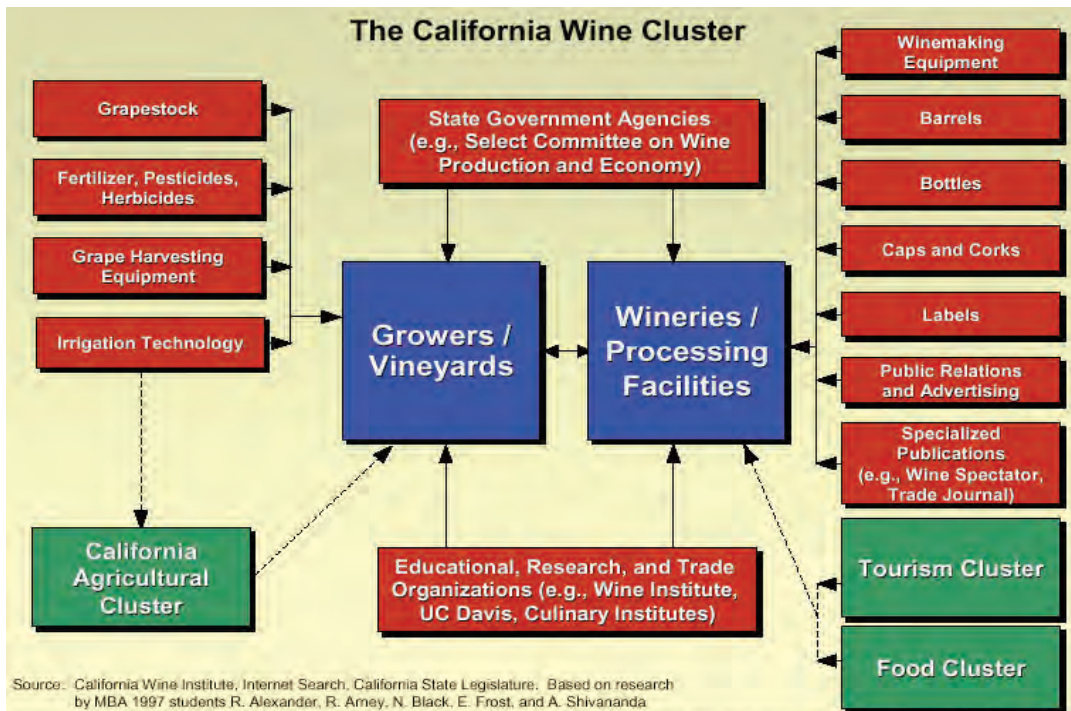 The California Wine Cluster
Grapestock
Fertilizer, Pesticides,
Herbicides
Grape Harvesting
Equipment
Irrigation Technology
State Government Agencies
(e.g., Select Committee on Wine
Production and Economy)
Growers /
Vineyards
Wineries /
Processing
Facilities
Winemaking
Equipment
Barrels
Bottles
Caps and Corks
Labels
Public Relations
and Advertising
Specialized
Publications
(e.g., Wine Spectator,
Trade Journal)
California
Agricultural
Cluster
Educational, Research, and Trade
Organizations (e.g., Wine Institute,
UC Davis, Culinary Institutes)
Tourism Cluster
Food Cluster
Source: California Wine Institute, Internet Search, California State Legislature. Based on research
by MBA 1997 students R. Alexander, R. Arney, N. Black, E. Frost, and A. Shivananda